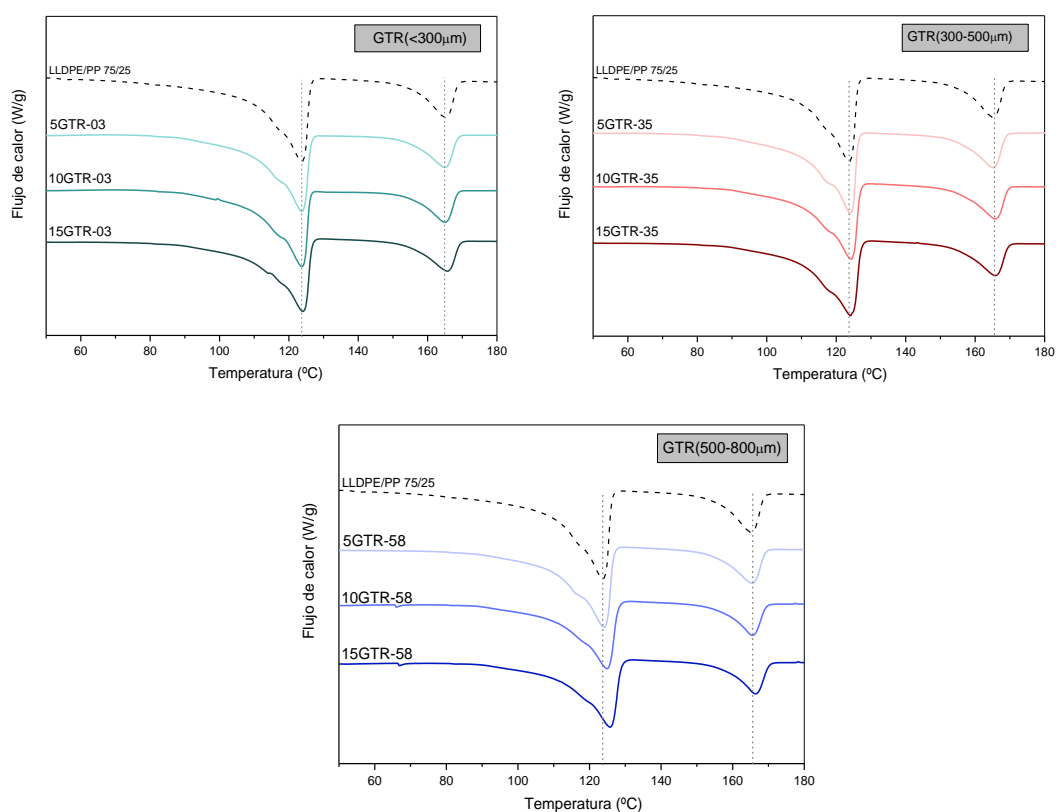 GTR(<300μm)
LLDPE/PP 75/25
5GTR-03
10GTR-03
15GTR-03
Flujo de calor (W/g)
60 80 100 120 140 160 180
Temperatura (ºC)
GTR(300-500μm)
LLDPE/PP 75/25
5GTR-35
10GTR-35
15GTR-35
Flujo de calor (W/g)
60 80 100 120 140 160 180
Temperatura (ºC)
GTR(500-800μm)
LLDPE/PP 75/25
5GTR-58
10GTR-58
15GTR-58
Flujo de calor (W/g)
60 80 100 120 140 160 180
Temperatura (ºC)